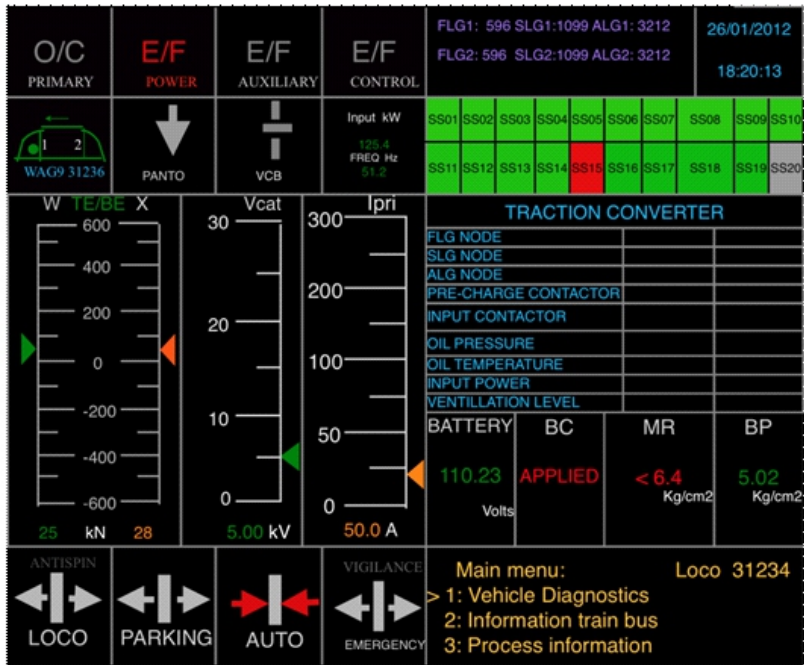 O/C
PRIMARY
E/F
POWER
E/F
AUXILIARY
E/F
CONTROL
FLG1: 596 SLG1:1099 ALG1: 3212
FLG2: 596 SLG2:1099 ALG2: 3212
26/01/2012
18:20:13
1 2
WAG9 31236
PANTO
VCB
Input kW
125.4
FREQ Hz
51.2
SS01 SS02 SS03 SS04 SS05 SS06 SS07 SS08 SS09 SS10
SS11 SS12 SS13 SS14 SS15 SS16 SS17 SS18 SS19 SS20
W TE/BE X
600
400
200
0
-200
-400
-600
25 kN 28
Vcat
30
20
10
0
5.00 kV
Ipri
300
200
100
50
0
50.0 A
TRACTION CONVERTER
FLG NODE
SLG NODE
ALG NODE
PRE-CHARGE CONTACTOR
INPUT CONTACTOR
OIL PRESSURE
OIL TEMPERATURE
INPUT POWER
VENTILLATION LEVEL
BATTERY
110.23
Volts
BC
APPLIED
MR
< 6.4
Kg/cm2
BP
5.02
Kg/cm2
ANTISPIN
LOCO
PARKING
AUTO
VIGILANCE
EMERGENCY
Main menu: Loco 31234
> 1: Vehicle Diagnostics
2: Information train bus
3: Process information